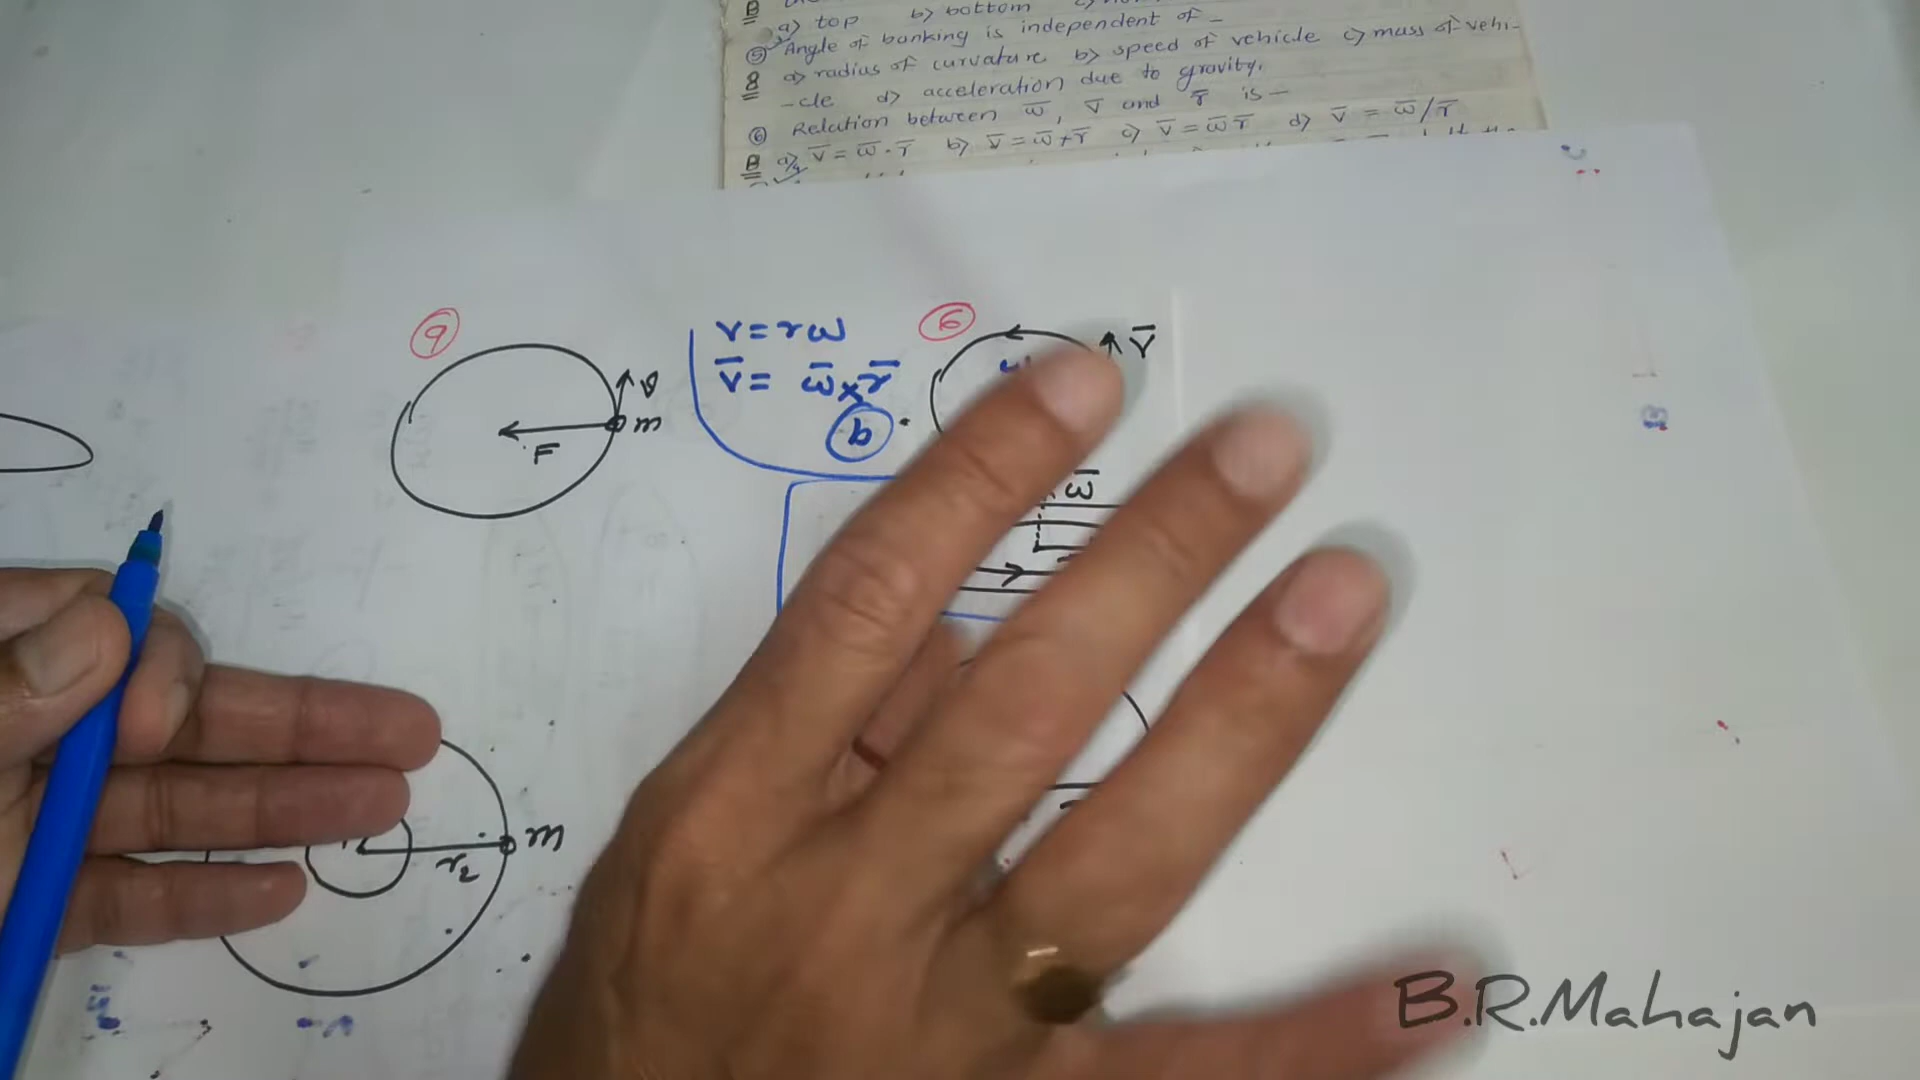 a) top b) bottom
⑤ Angle of banking is independent of –
8 a) radius of curvature b) speed of vehicle c) mass of vehi-
-cle d) acceleration due to gravity.
⑥ Relation between ω̅, v̅ and r̅ is –
B a) v̅ = ω̅ · r̅ b) v̅ = ω̅ + r̅ c) v̅ = ω̅ r̅ d) v̅ = ω̅ / r̅
9
v
m
F
v = rω
v̅ = ω̅ × r̅
6
v̅
ω̅
m
r₂
B.R.Mahajan